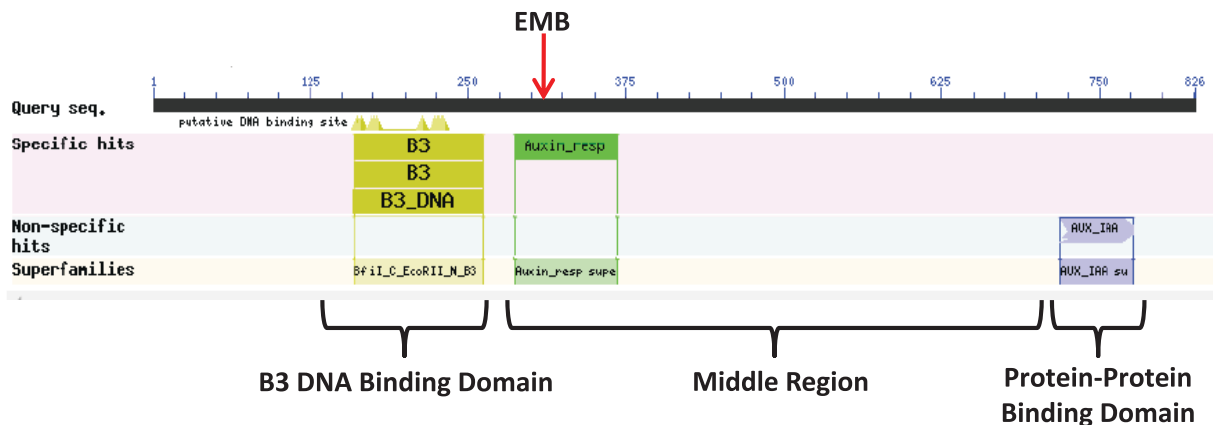 EMB
1 125 250 375 500 625 750 826
Query seq.
putative DNA binding site
Specific hits
B3
Auxin_resp
B3
B3_DNA
Non-specific
hits
AUX_IAA
Superfamilies
BfiI_C_EcoRII_N_B3
Auxin_resp supe
AUX_IAA su
B3 DNA Binding Domain
Middle Region
Protein-Protein
Binding Domain